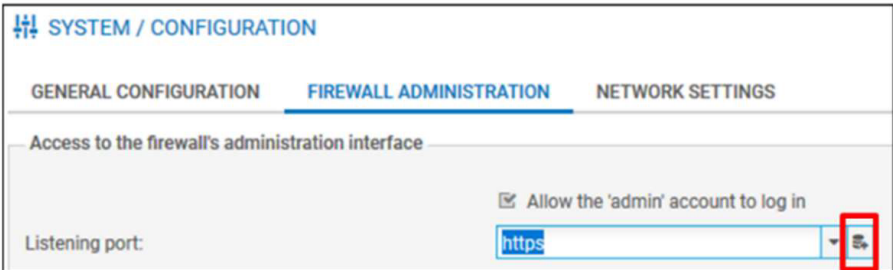 SYSTEM / CONFIGURATION
GENERAL CONFIGURATION FIREWALL ADMINISTRATION NETWORK SETTINGS
Access to the firewall's administration interface
Allow the 'admin' account to log in
Listening port: https